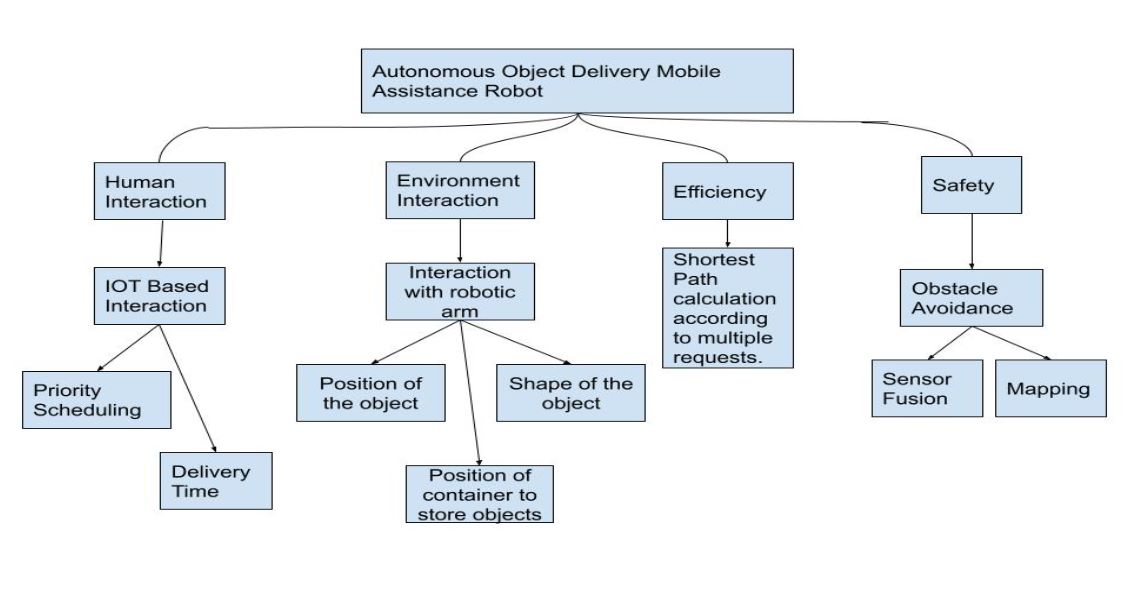 Autonomous Object Delivery Mobile
Assistance Robot
Human
Interaction
Environment
Interaction
Efficiency
Safety
IOT Based
Interaction
Interaction
with robotic
arm
Shortest
Path
calculation
according
to multiple
requests.
Obstacle
Avoidance
Priority
Scheduling
Position of
the object
Shape of the
object
Sensor
Fusion
Mapping
Delivery
Time
Position of
container to
store objects